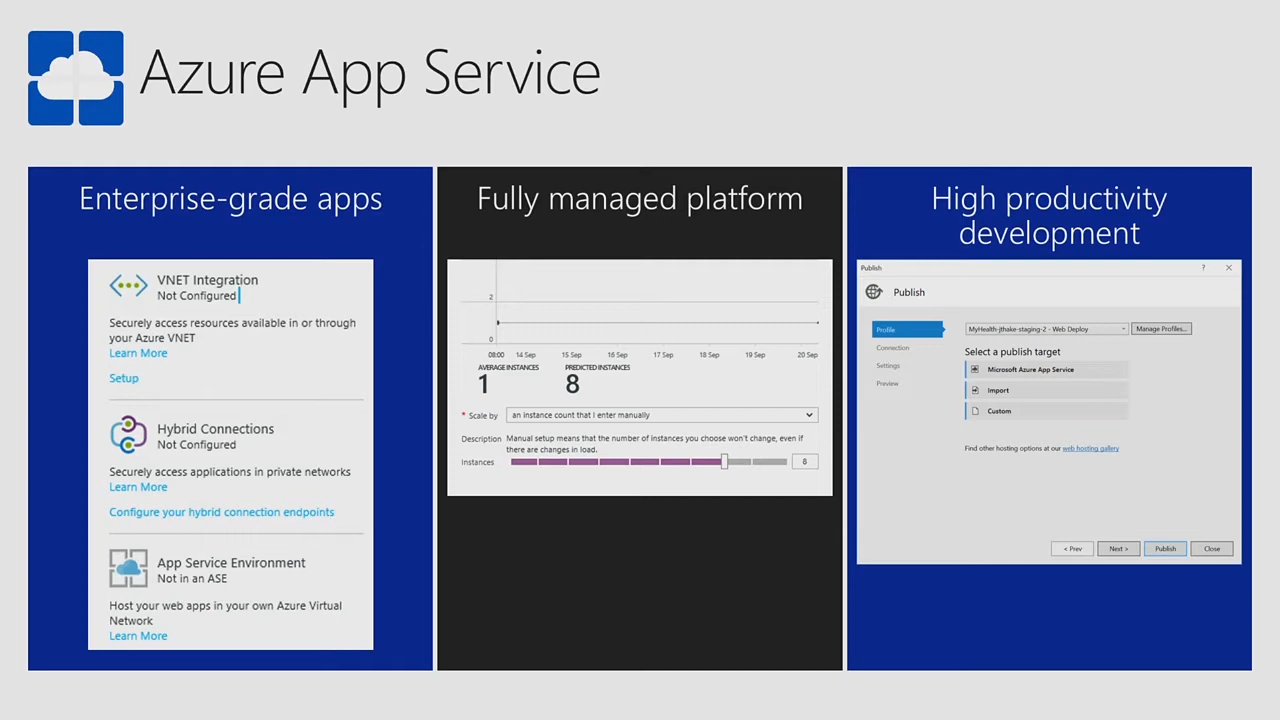 Azure App Service
Enterprise-grade apps
VNET Integration
Not Configured
Securely access resources available in or through
your Azure VNET
Learn More
Setup
Hybrid Connections
Not Configured
Securely access applications in private networks
Learn More
Configure your hybrid connection endpoints
App Service Environment
Not in an ASE
Host your web apps in your own Azure Virtual
Network
Learn More
Fully managed platform
2
0
08:00 14 Sep 15 Sep 16 Sep 17 Sep 18 Sep 19 Sep 20 Sep
AVERAGE INSTANCES PREDICTED INSTANCES
1 8
* Scale by an instance count that I enter manually
Description Manual setup means that the number of instances you choose won't change, even if
there are changes in load.
Instances 8
High productivity
development
Publish ?
Publish
Profile
Connection
Settings
Preview
MyHealth-jthake-staging-2 - Web Deploy Manage Profiles...
Select a publish target
Microsoft Azure App Service
Import
Custom
Find other hosting options at our web hosting gallery
< Prev Next > Publish Close